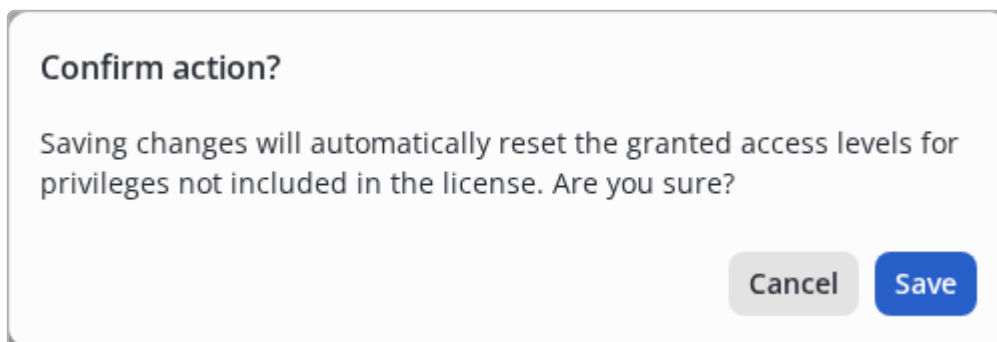 Confirm action?
Saving changes will automatically reset the granted access levels for
privileges not included in the license. Are you sure?
Cancel Save